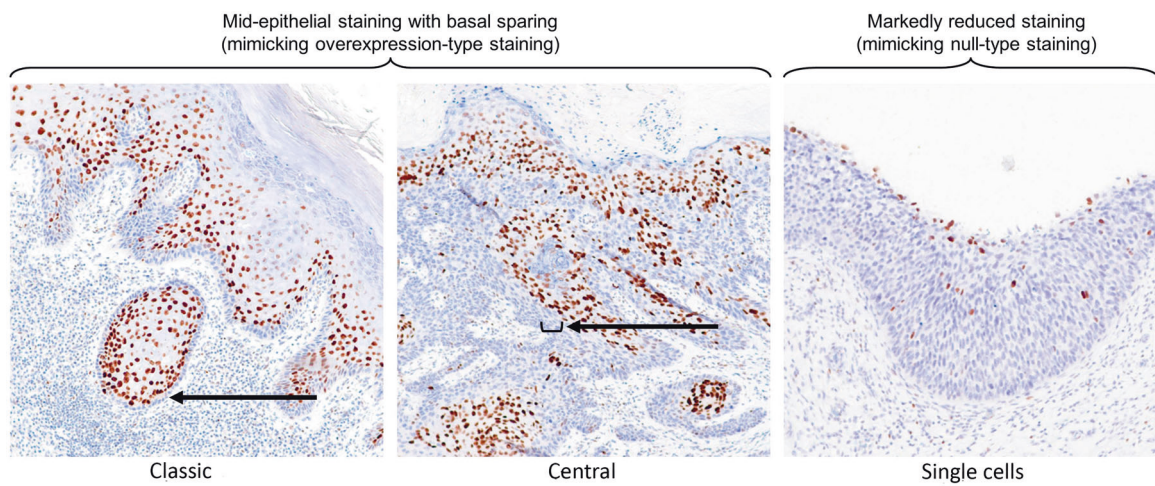 Mid-epithelial staining with basal sparing
(mimicking overexpression-type staining)
Markedly reduced staining
(mimicking null-type staining)
Classic
Central
Single cells